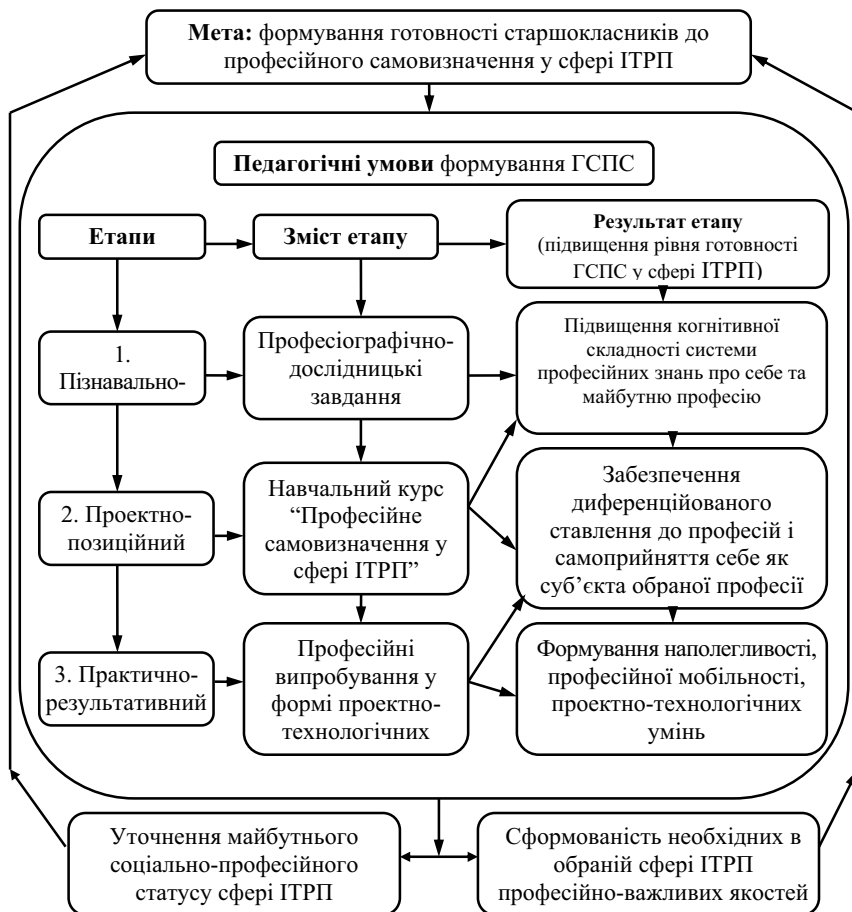 Мета: формування готовності старшокласників до
професійного самовизначення у сфері ІТРП
Педагогічні умови формування ГСПС
Етапи
Зміст етапу
Результат етапу
(підвищення рівня готовності
ГСПС у сфері ІТРП)
1.
Пізнавально-
Професіографічно-
дослідницькі
завдання
Підвищення когнітивної
складності системи
професійних знань про себе та
майбутню професію
2. Проектно-
позиційний
Навчальний курс
“Професійне
самовизначення у
сфері ІТРП”
Забезпечення
диференційованого
ставлення до професій і
самоприйняття себе як
суб’єкта обраної професії
3. Практично-
результативний
Професійні
випробування у
формі проектно-
технологічних
Формування наполегливості,
професійної мобільності,
проектно-технологічних
умінь
Уточнення майбутнього
соціально-професійного
статусу сфері ІТРП
Сформованість необхідних в
обраній сфері ІТРП
професійно-важливих якостей